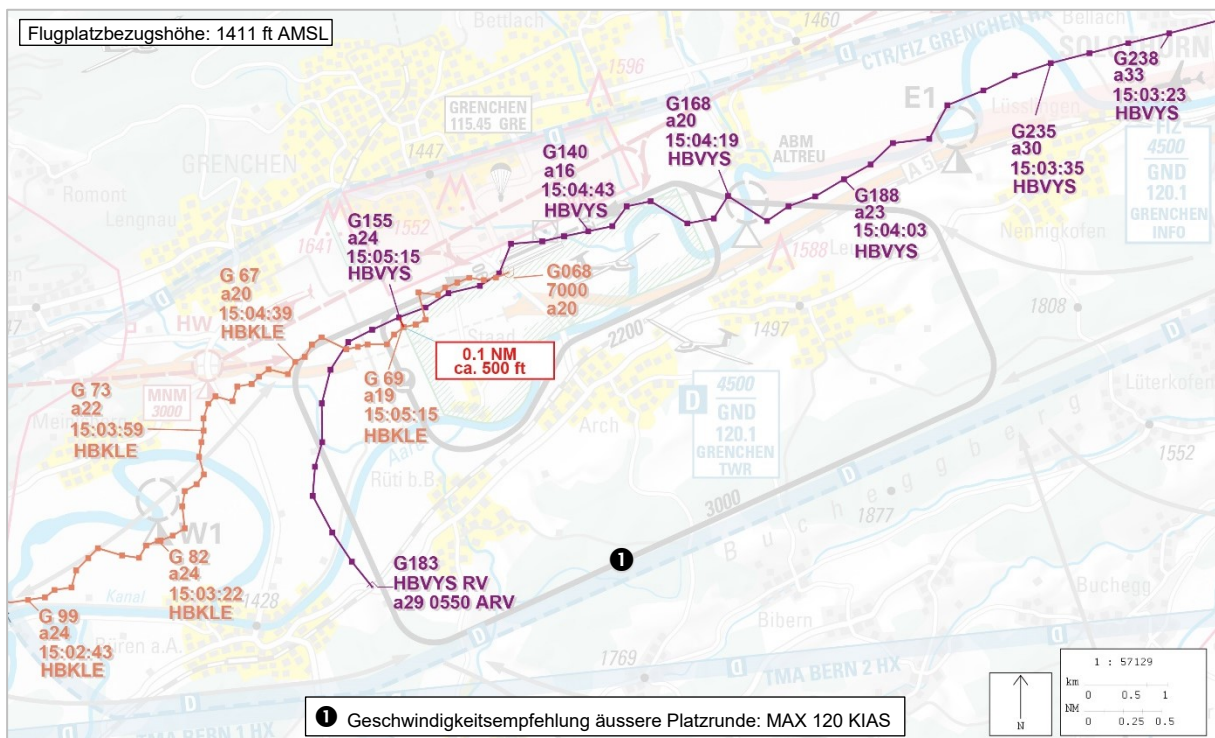 Flugplatzbezugshöhe: 1411 ft AMSL
Bettlach
1460
Bellach
SOLOTHURN
CTR/FIZ GRENCHEN HX
1596
GRENCHEN
115.45 GRE
GRENCHEN
1447
Romont
Lengnau
1552
1641
HW
MNM
3000
E1
ABM
ALTREU
A 5
Lüsslingen
Nennigkofen
1588
1808
1497
2200
3000
Staad
Arch
Aare
Rüti b.B.
W1
Kanal
Büren a.A.
1428
1769
1877
Bucheggberg
Bibern
Buchegg
Lüterkofen
1552
FIZ
4500
GND
120.1
GRENCHEN
INFO
D
4500
GND
120.1
GRENCHEN
TWR
TMA BERN 2 HX
TMA BERN 1 HX
G238
a33
15:03:23
HBVYS
G235
a30
15:03:35
HBVYS
G188
a23
15:04:03
HBVYS
G168
a20
15:04:19
HBVYS
G140
a16
15:04:43
HBVYS
G155
a24
15:05:15
HBVYS
G183
HBVYS RV
a29 0550 ARV
G068
7000
a20
0.1 NM
ca. 500 ft
G 69
a19
15:05:15
HBKLE
G 67
a20
15:04:39
HBKLE
G 73
a22
15:03:59
HBKLE
G 82
a24
15:03:22
HBKLE
G 99
a24
15:02:43
HBKLE
❶
❶ Geschwindigkeitsempfehlung äussere Platzrunde: MAX 120 KIAS
N
1 : 57129
km
0 0.5 1
NM
0 0.25 0.5